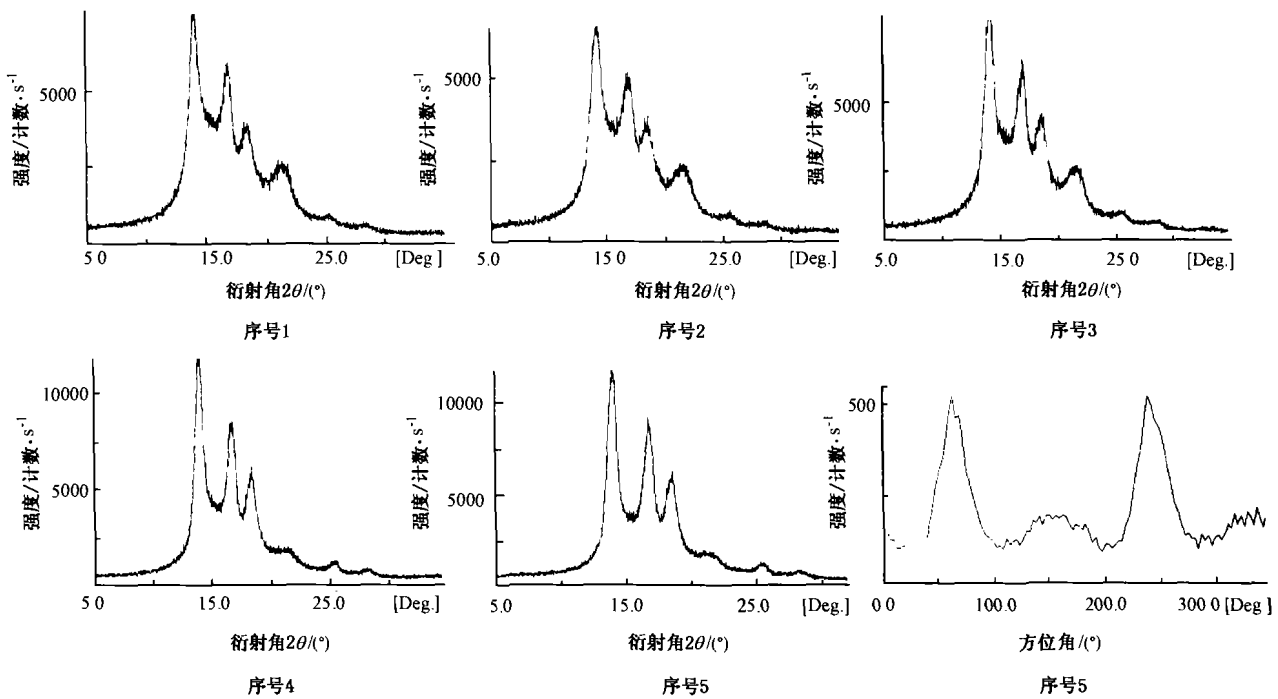 强度/计数·s⁻¹
5000
5.0 15.0 25.0 [Deg]
衍射角2θ/(°)
序号1
强度/计数·s⁻¹
5000
5.0 15.0 25.0 [Deg.]
衍射角2θ/(°)
序号2
强度/计数·s⁻¹
5000
5.0 15 0 25.0 [Deg.]
衍射角2θ/(°)
序号3
强度/计数·s⁻¹
10000
5000
5.0 15.0 25.0 [Deg.]
衍射角2θ/(°)
序号4
强度/计数·s⁻¹
10000
5000
5.0 15.0 25.0 [Deg.]
衍射角2θ/(°)
序号5
强度/计数·s⁻¹
500
0 0 100.0 200.0 300 0 [Deg]
方位角/(°)
序号5